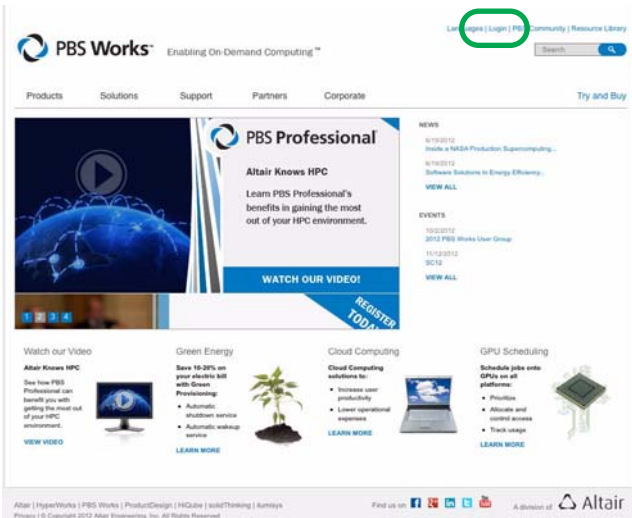 Languages | Login | PBS Community | Resource Library
PBS Works™ Enabling On-Demand Computing™
Search
Products Solutions Support Partners Corporate Try and Buy
PBS Professional
Altair Knows HPC
Learn PBS Professional's
benefits in gaining the most
out of your HPC environment.
WATCH OUR VIDEO!
REGISTER
TODAY
1 2 3 4
NEWS
Inside a NASA Production Supercomputing...
Software Solutions to Energy Efficiency...
VIEW ALL
EVENTS
10/2/2012
2012 PBS Works User Group
11/12/2012
SC12
VIEW ALL
Watch our Video
Altair Knows HPC
See how PBS
Professional can
benefit you with
getting the most out
of your HPC
environment.
VIEW VIDEO
Green Energy
Save 10-20% on
your electric bill
with Green
Provisioning:
• Automatic
shutdown service
• Automatic wakeup
service
LEARN MORE
Cloud Computing
Cloud Computing
solutions to:
• Increase user
productivity
• Lower operational
expenses
LEARN MORE
GPU Scheduling
Schedule jobs onto
GPUs on all
platforms:
• Prioritize
• Allocate and
control access
• Track usage
LEARN MORE
Altair | HyperWorks | PBS Works | ProductDesign | HiQube | solidThinking | ilumisys
Privacy | © Copyright 2012 Altair Engineering, Inc. All Rights Reserved
Find us on
A division of Altair